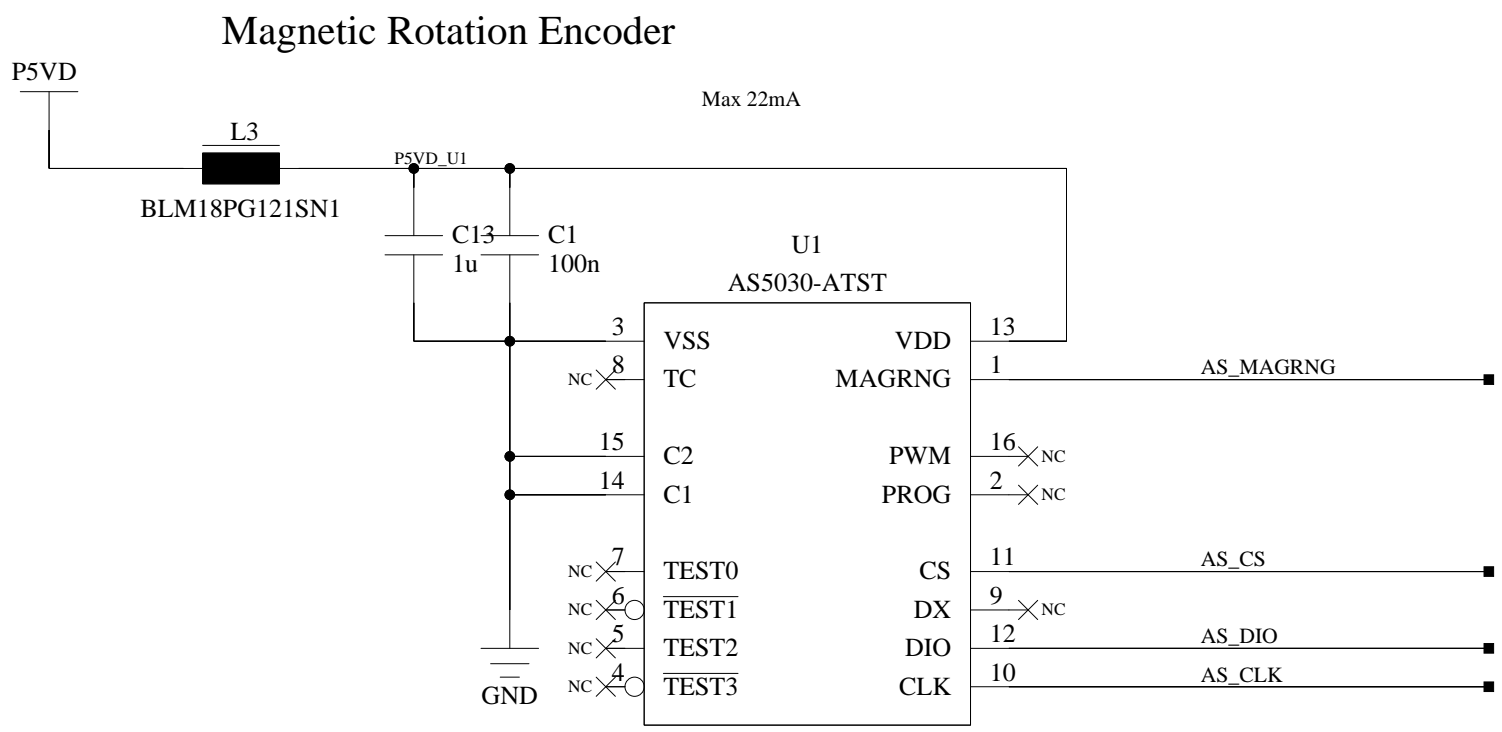 Magnetic Rotation Encoder
P5VD
Max 22mA
L3
P5VD_U1
BLM18PG121SN1
C13
1u
C1
100n
U1
AS5030-ATST
3 VSS VDD 13
NC 8 TC MAGRNG 1 AS_MAGRNG
15 C2 PWM 16 NC
14 C1 PROG 2 NC
NC 7 TEST0 CS 11 AS_CS
NC 6 TEST1 DX 9 NC
NC 5 TEST2 DIO 12 AS_DIO
NC 4 TEST3 CLK 10 AS_CLK
GND